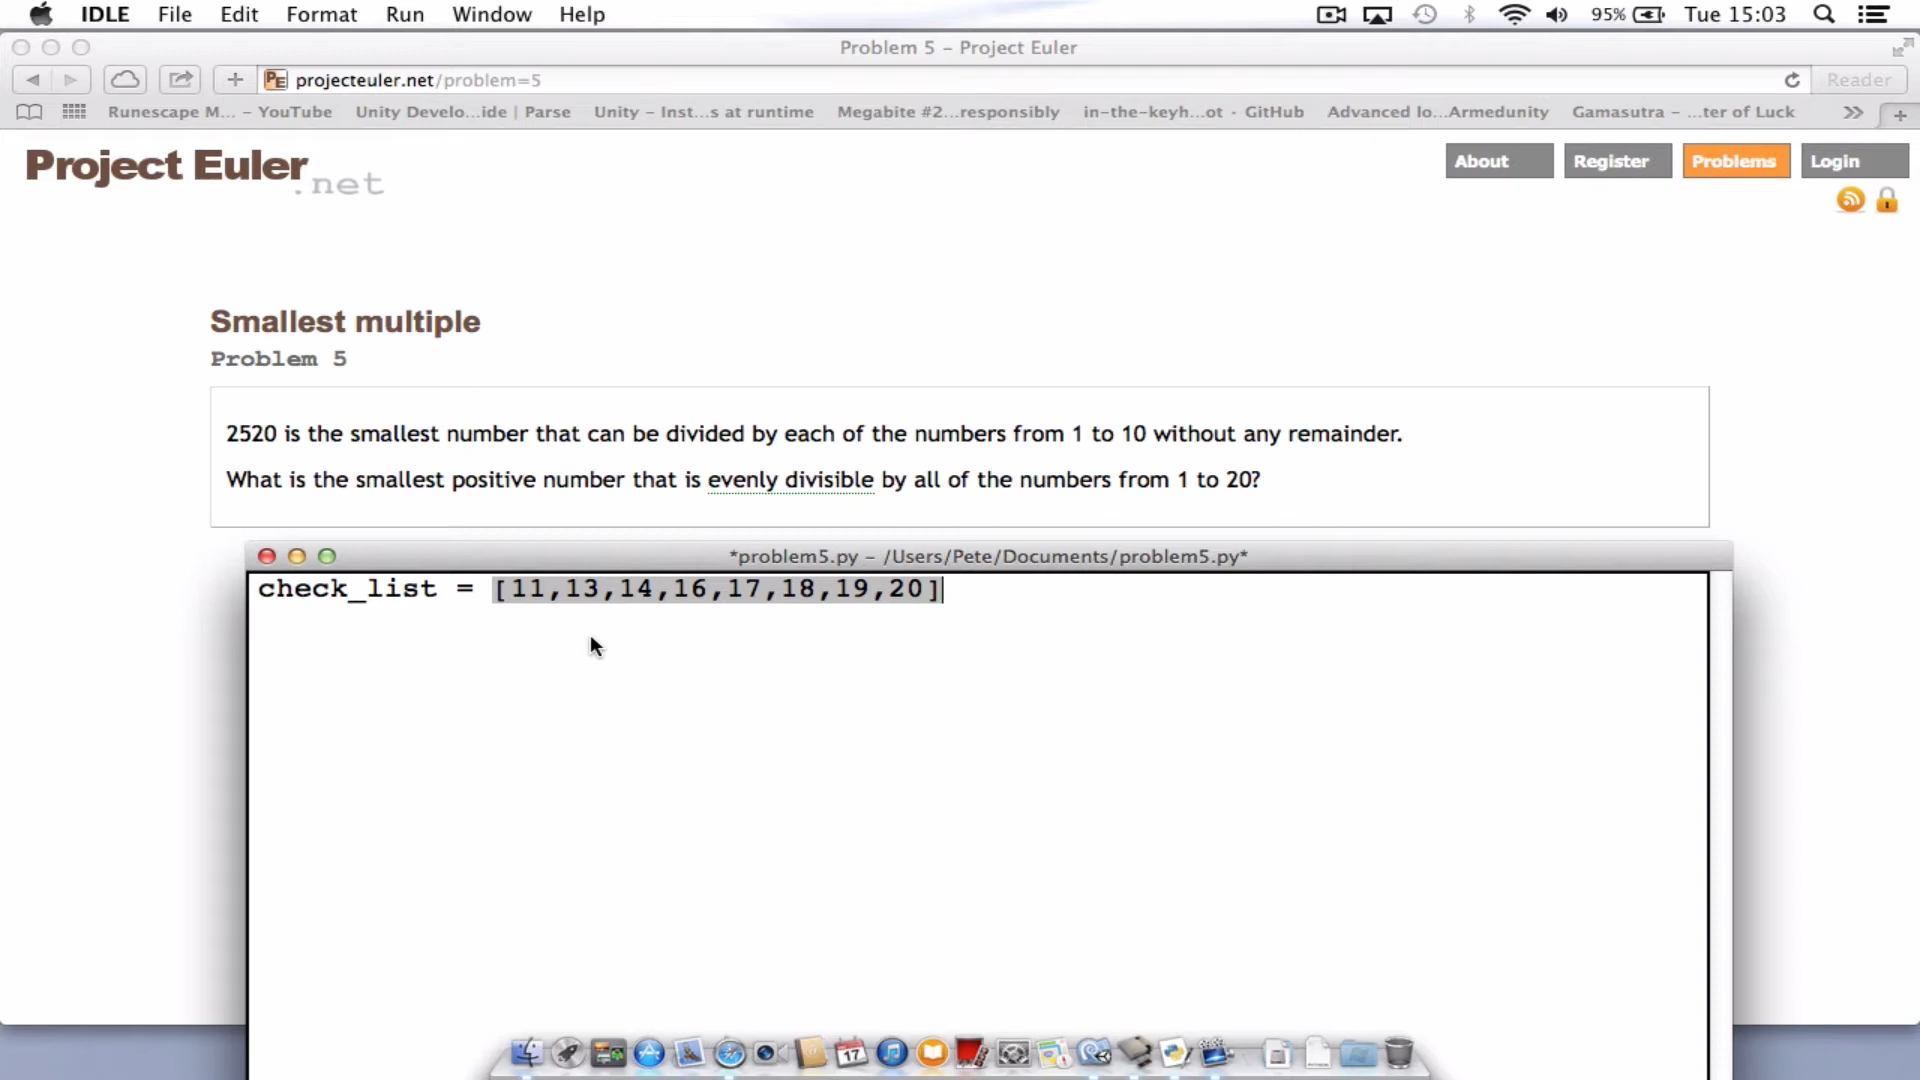 IDLE File Edit Format Run Window Help 95% Tue 15:03
Problem 5 – Project Euler
PE projecteuler.net/problem=5 Reader
Runescape M... – YouTube Unity Develo...ide | Parse Unity – Inst...s at runtime Megabite #2...responsibly in-the-keyh...ot · GitHub Advanced lo...Armedunity Gamasutra – ...ter of Luck
Project Euler
.net
About Register Problems Login
Smallest multiple
Problem 5
2520 is the smallest number that can be divided by each of the numbers from 1 to 10 without any remainder.
What is the smallest positive number that is evenly divisible by all of the numbers from 1 to 20?
*problem5.py – /Users/Pete/Documents/problem5.py*
check_list = [11,13,14,16,17,18,19,20]
17